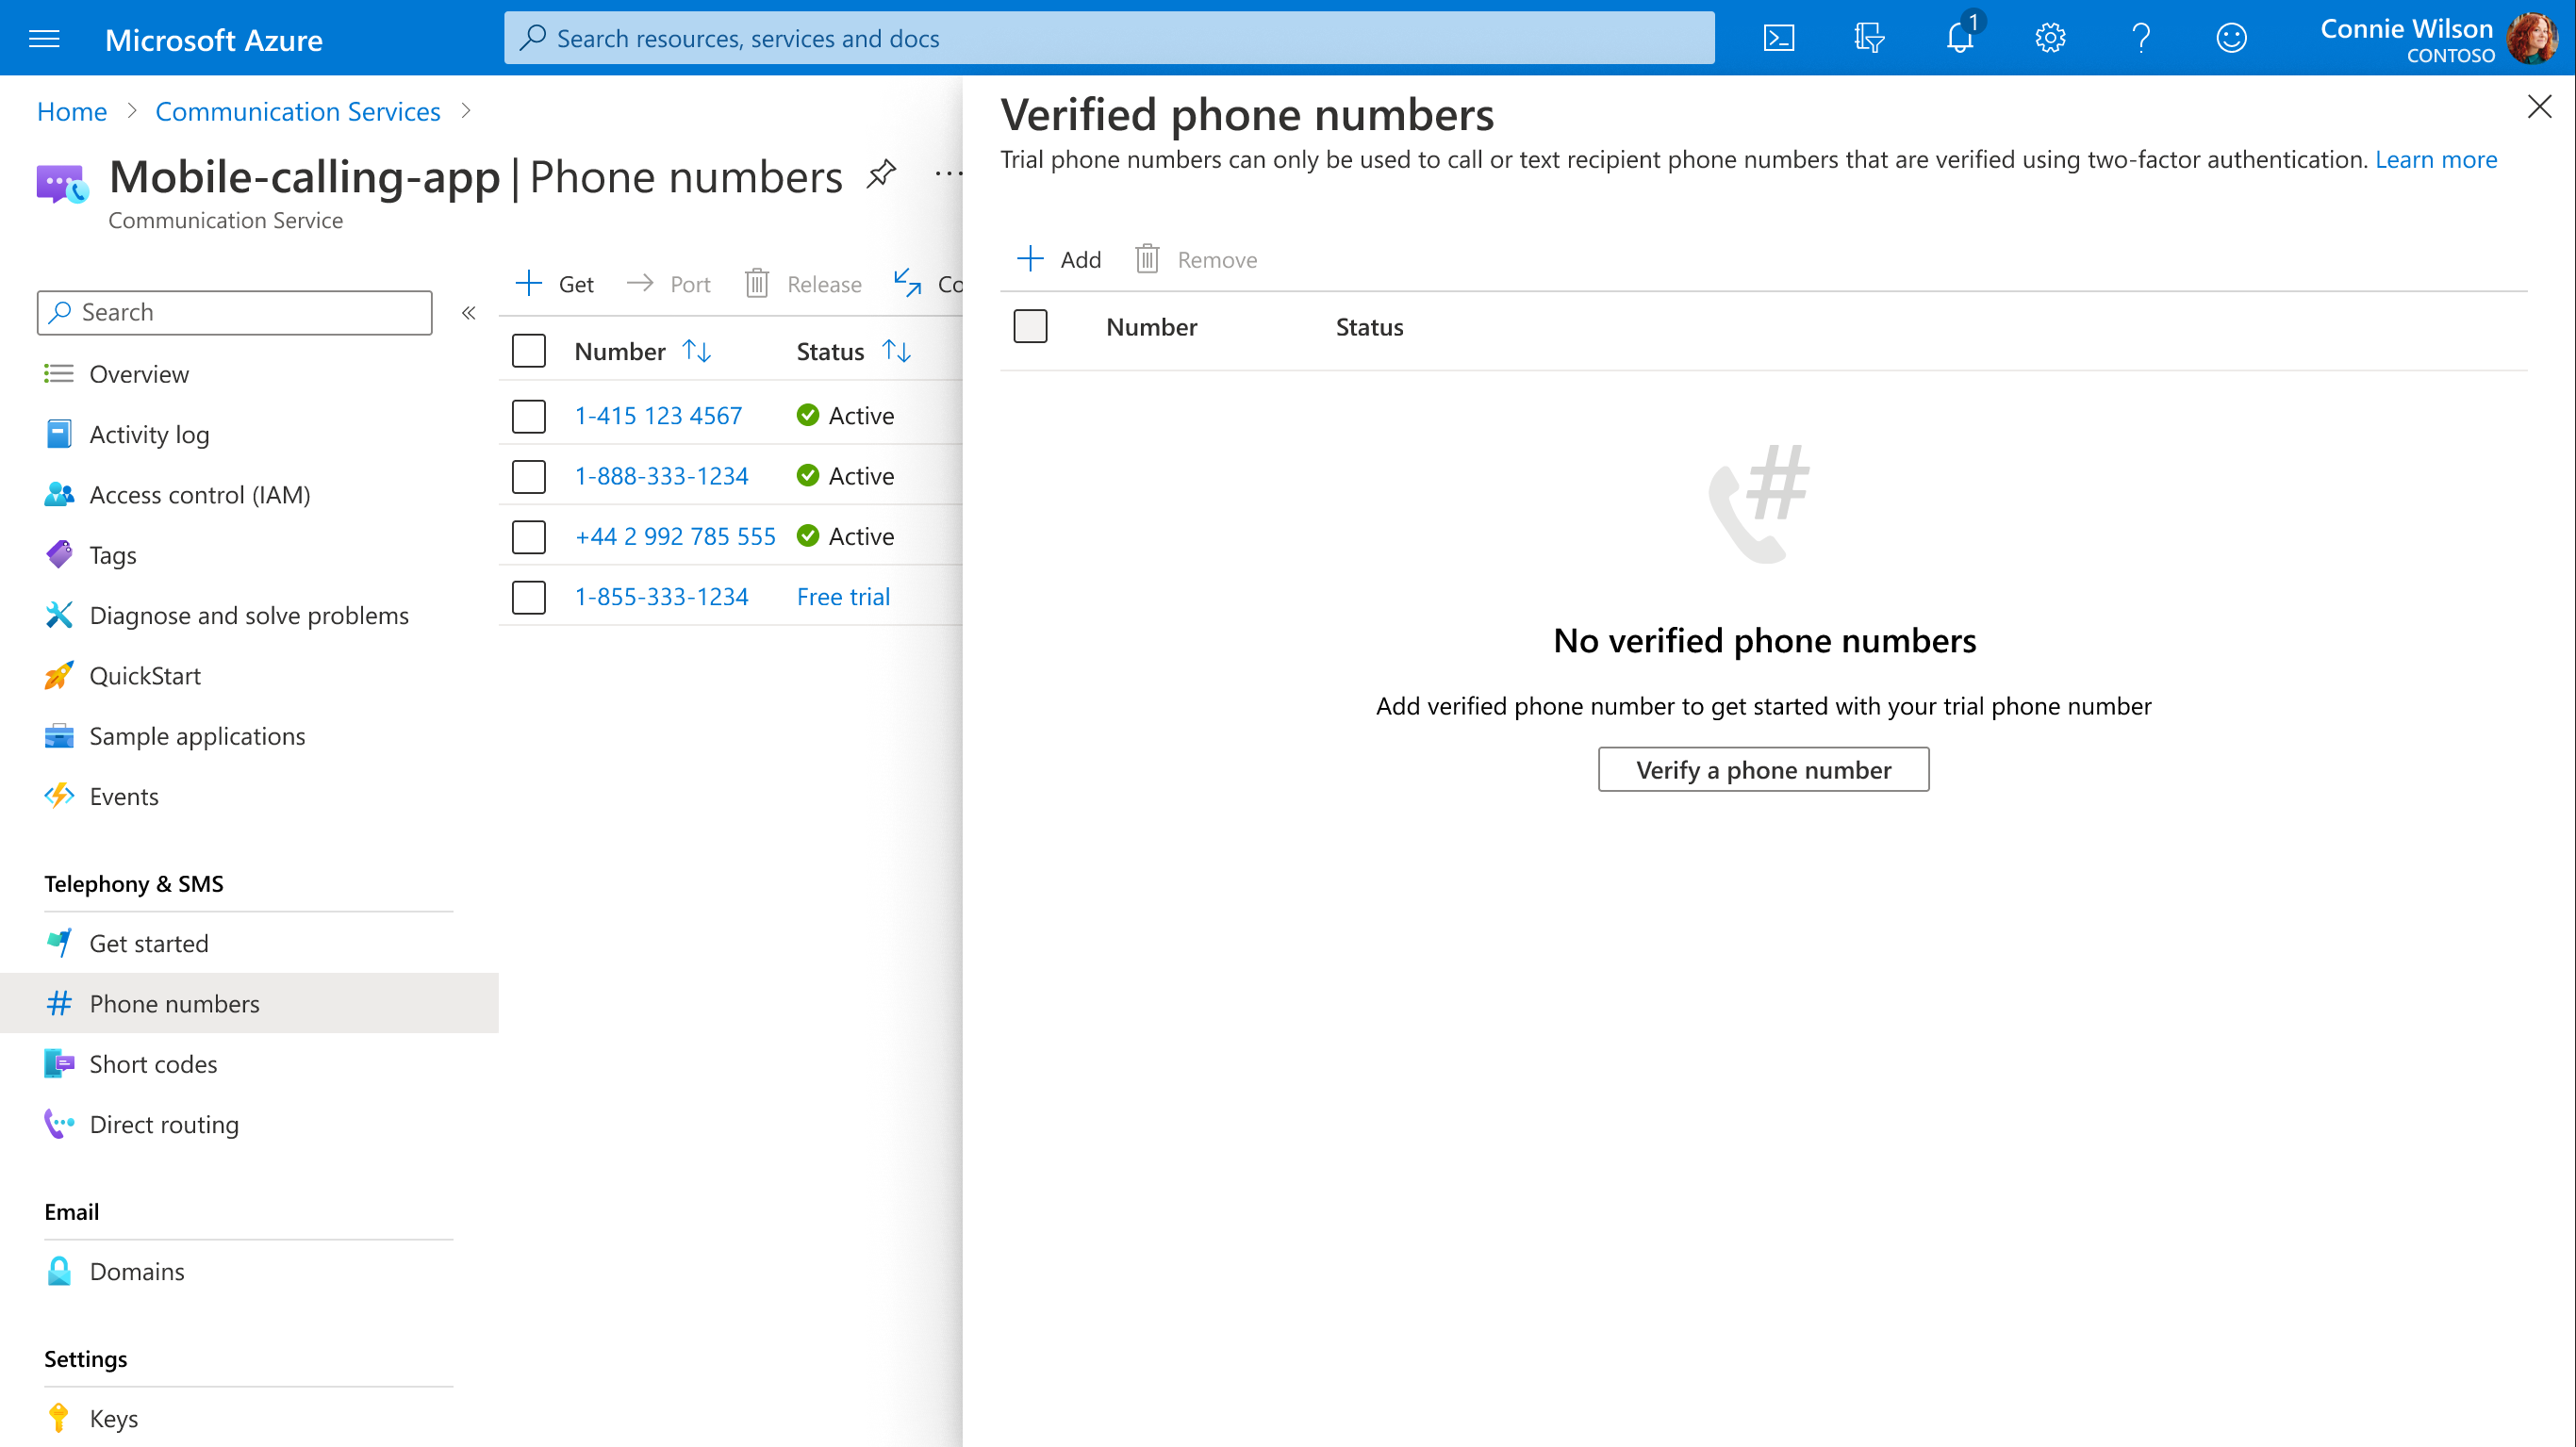 Microsoft Azure
Search resources, services and docs
1
Connie Wilson
CONTOSO
Home
Communication Services
Mobile-calling-app | Phone numbers
Communication Service
Search
Overview
Activity log
Access control (IAM)
Tags
Diagnose and solve problems
QuickStart
Sample applications
Events
Telephony & SMS
Get started
Phone numbers
Short codes
Direct routing
Email
Domains
Settings
Keys
Get Port Release Co
Number Status
1-415 123 4567 Active
1-888-333-1234 Active
+44 2 992 785 555 Active
1-855-333-1234 Free trial
Verified phone numbers
Trial phone numbers can only be used to call or text recipient phone numbers that are verified using two-factor authentication. Learn more
Add Remove
Number Status
No verified phone numbers
Add verified phone number to get started with your trial phone number
Verify a phone number